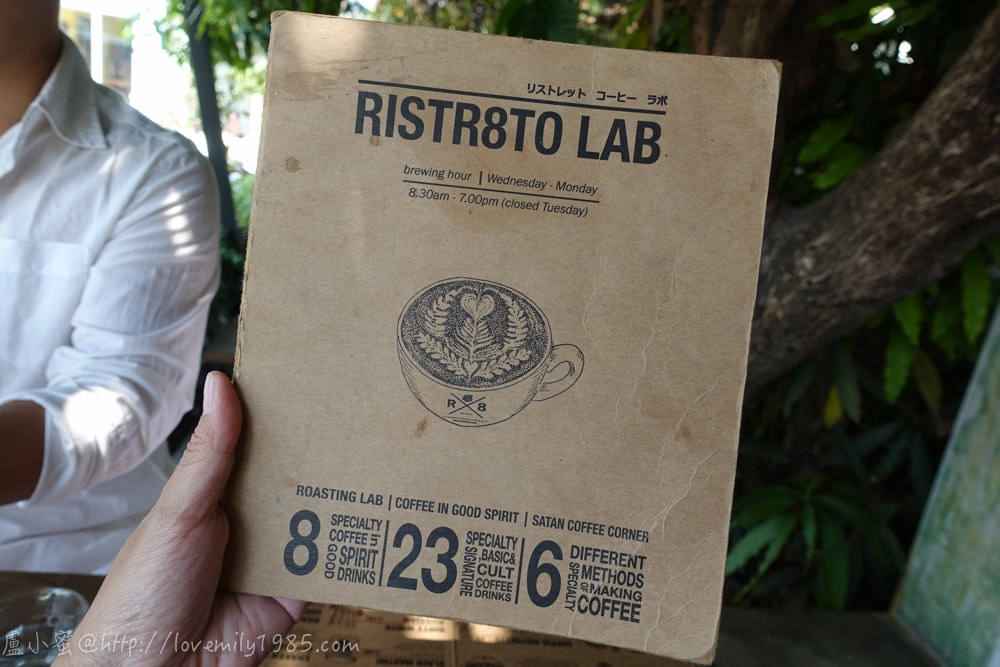 リストレット コーヒー ラボ
RISTR8TO LAB
brewing hour | Wednesday - Monday
8.30am - 7.00pm (closed Tuesday)
R 8
ROASTING LAB | COFFEE IN GOOD SPIRIT | SATAN COFFEE CORNER
8 SPECIALTY COFFEE in GOOD SPIRIT DRINKS
23 SPECIALTY, BASIC & SIGNATURE CULT COFFEE DRINKS
6 DIFFERENT METHODS OF MAKING SPECIALTY COFFEE
盧小蜜@http://lovemily1985.com/